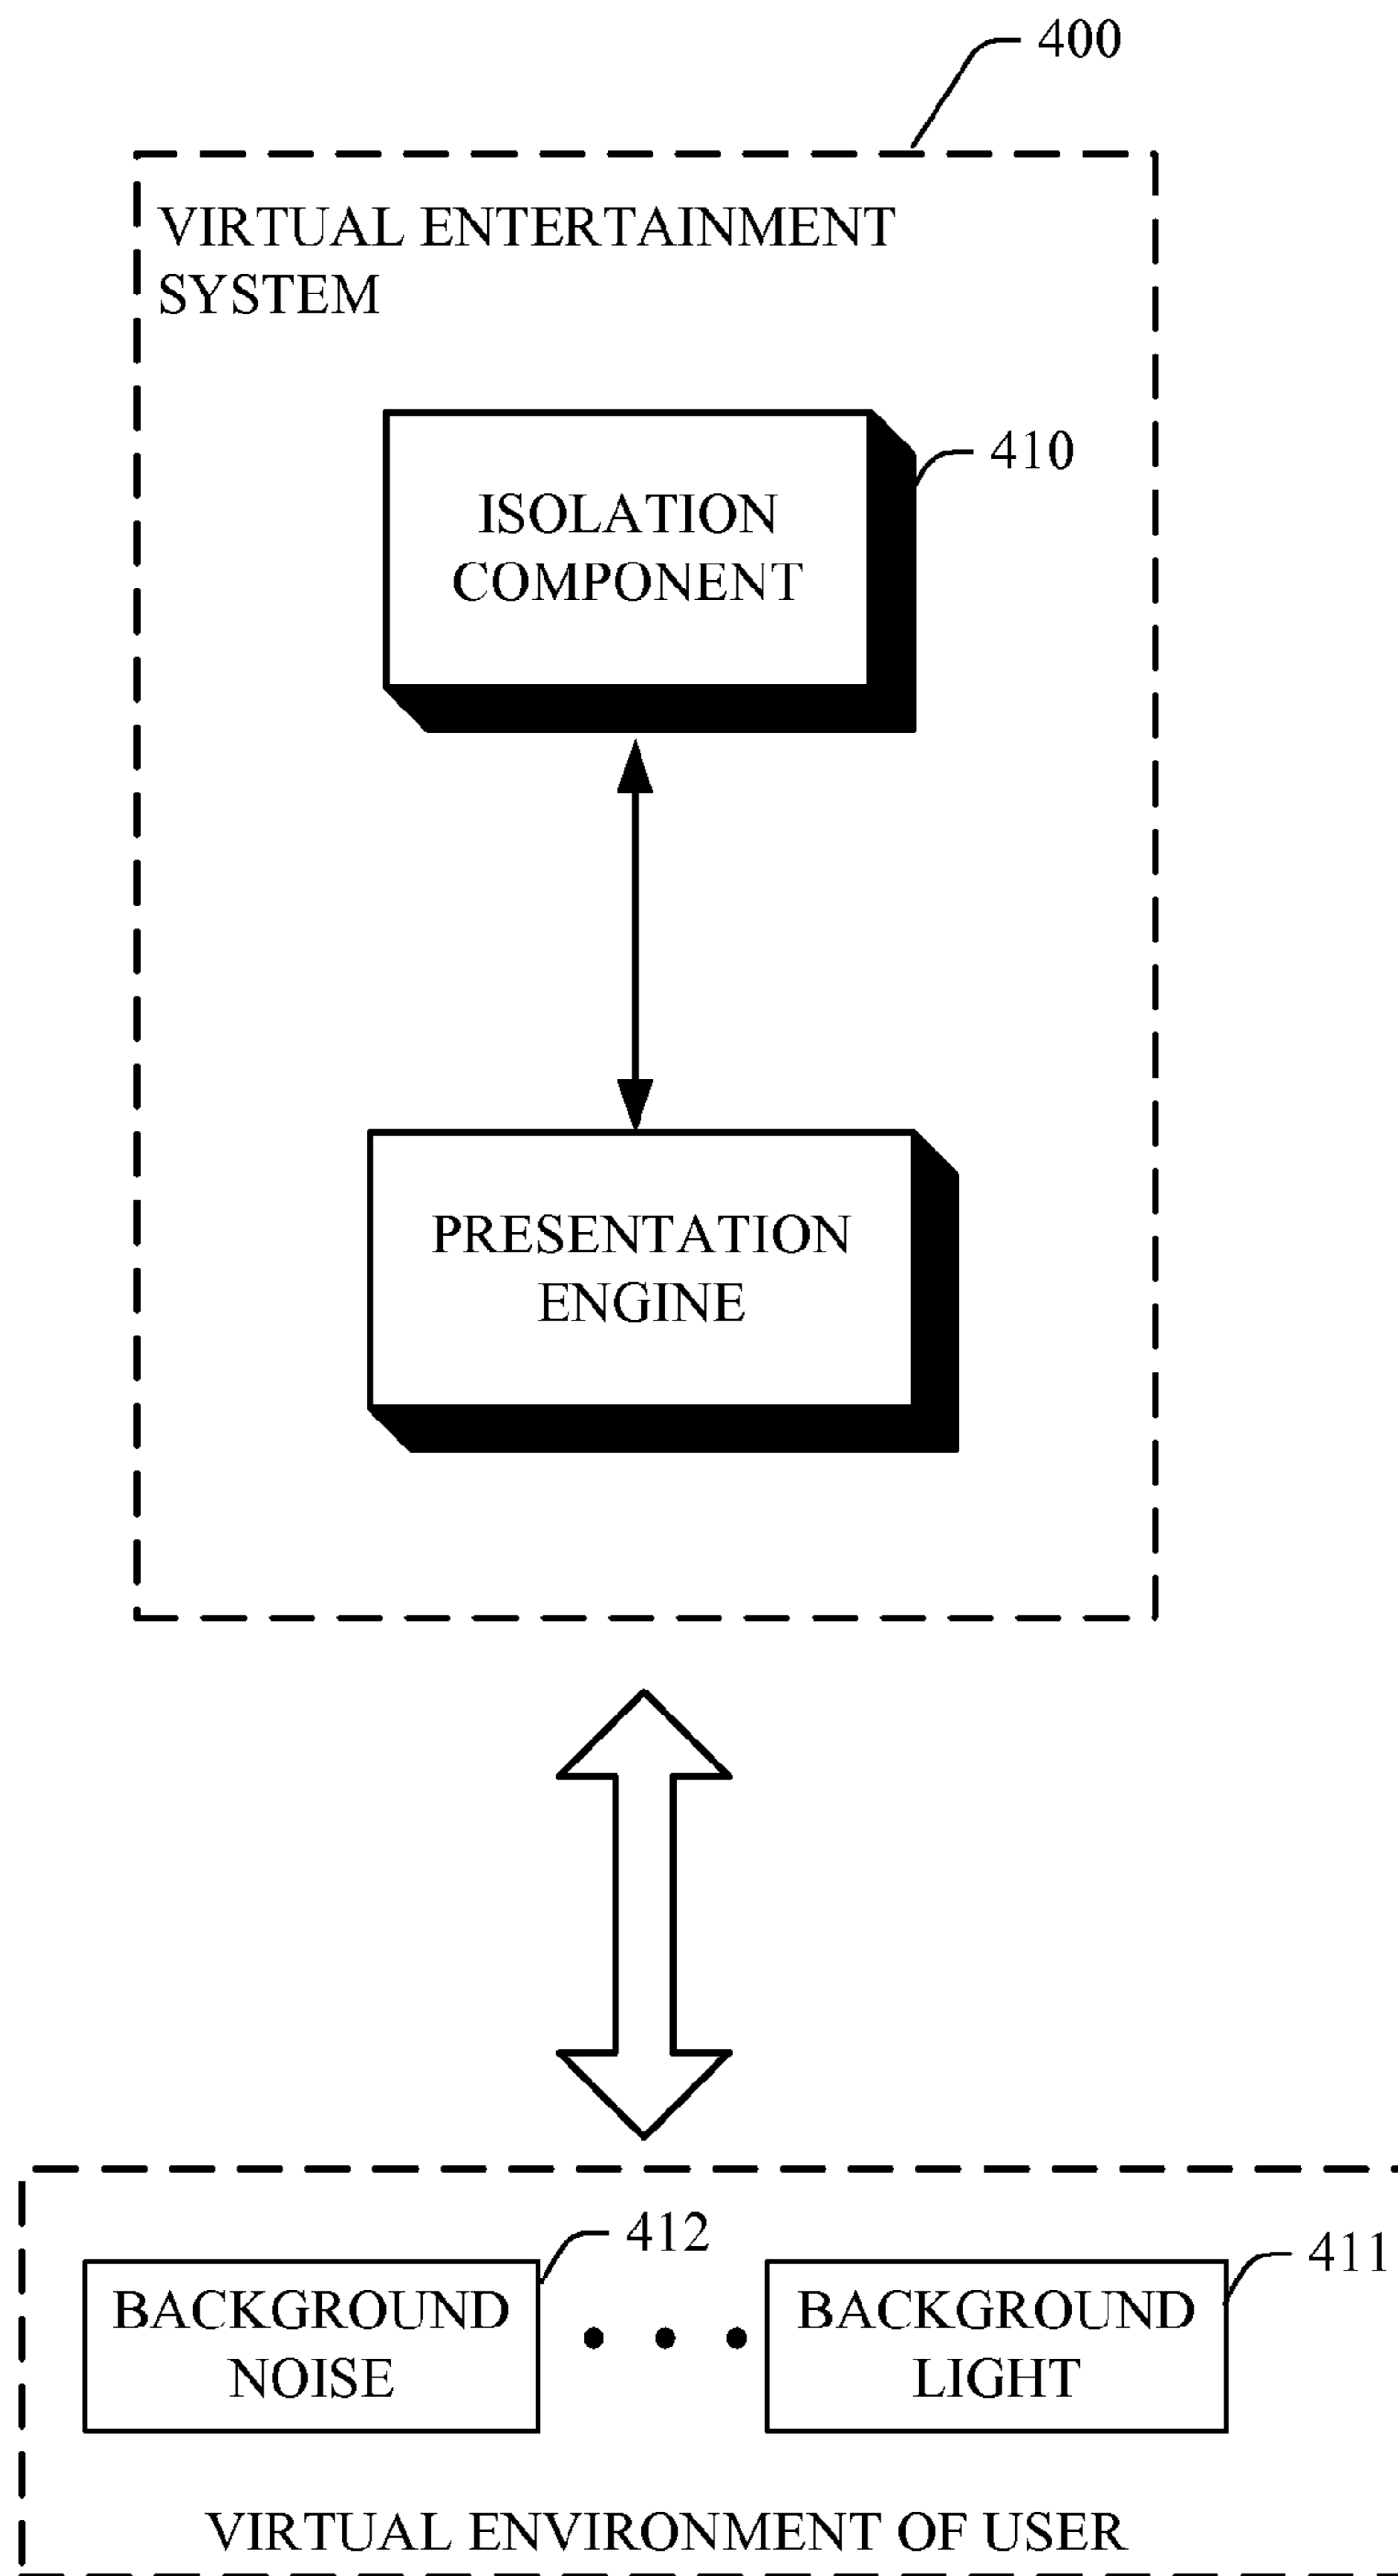 400
VIRTUAL ENTERTAINMENT
SYSTEM
410
ISOLATION
COMPONENT
PRESENTATION
ENGINE
412
411
BACKGROUND
NOISE
BACKGROUND
LIGHT
VIRTUAL ENVIRONMENT OF USER